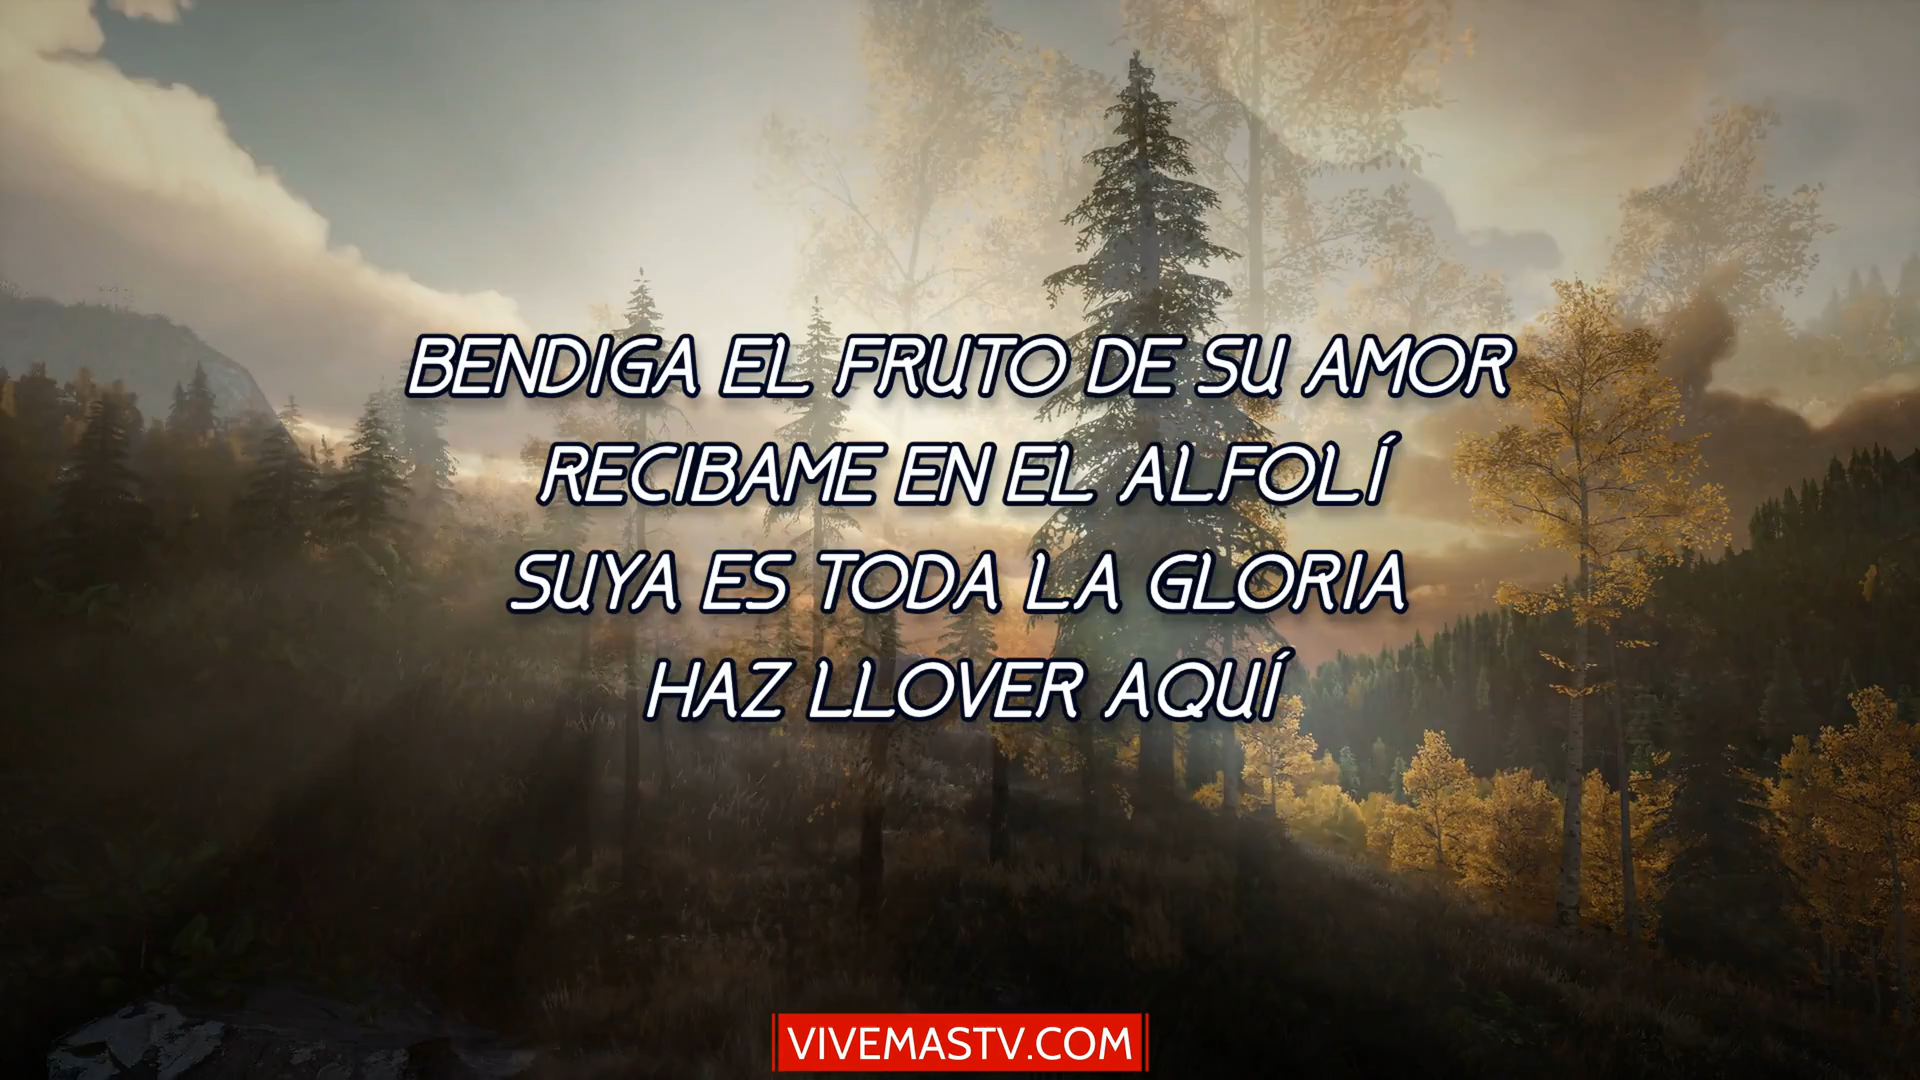 BENDIGA EL FRUTO DE SU AMOR
RECIBAME EN EL ALFOLÍ
SUYA ES TODA LA GLORIA
HAZ LLOVER AQUÍ
VIVEMASTV.COM